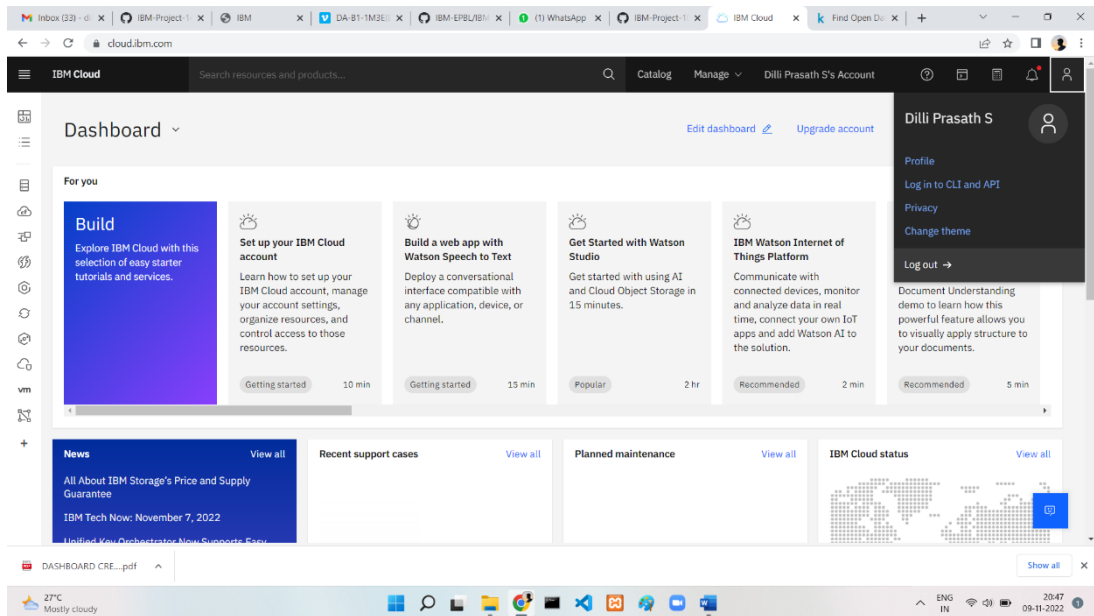 Inbox (33) - di
IBM-Project-1
IBM
DA-B1-1M3E
IBM-EPBL/IBM
(1) WhatsApp
IBM-Project-1
IBM Cloud
Find Open Da
cloud.ibm.com
IBM Cloud
Search resources and products...
Catalog
Manage
Dilli Prasath S's Account
Dashboard
Edit dashboard
Upgrade account
Dilli Prasath S
Profile
Log in to CLI and API
Privacy
Change theme
Log out →
For you
Build
Explore IBM Cloud with this
selection of easy starter
tutorials and services.
Set up your IBM Cloud
account
Learn how to set up your
IBM Cloud account, manage
your account settings,
organize resources, and
control access to those
resources.
Getting started
10 min
Build a web app with
Watson Speech to Text
Deploy a conversational
interface compatible with
any application, device, or
channel.
Getting started
15 min
Get Started with Watson
Studio
Get started with using AI
and Cloud Object Storage in
15 minutes.
Popular
2 hr
IBM Watson Internet of
Things Platform
Communicate with
connected devices, monitor
and analyze data in real
time, connect your own IoT
apps and add Watson AI to
the solution.
Recommended
2 min
Document Understanding
demo to learn how this
powerful feature allows you
to visually apply structure to
your documents.
Recommended
5 min
vm
News
View all
All About IBM Storage's Price and Supply
Guarantee
IBM Tech Now: November 7, 2022
Unified Key Orchestrator Now Supports Easy
Recent support cases
View all
Planned maintenance
View all
IBM Cloud status
View all
DASHBOARD CRE....pdf
Show all
27°C
Mostly cloudy
ENG
IN
20:47
09-11-2022
1